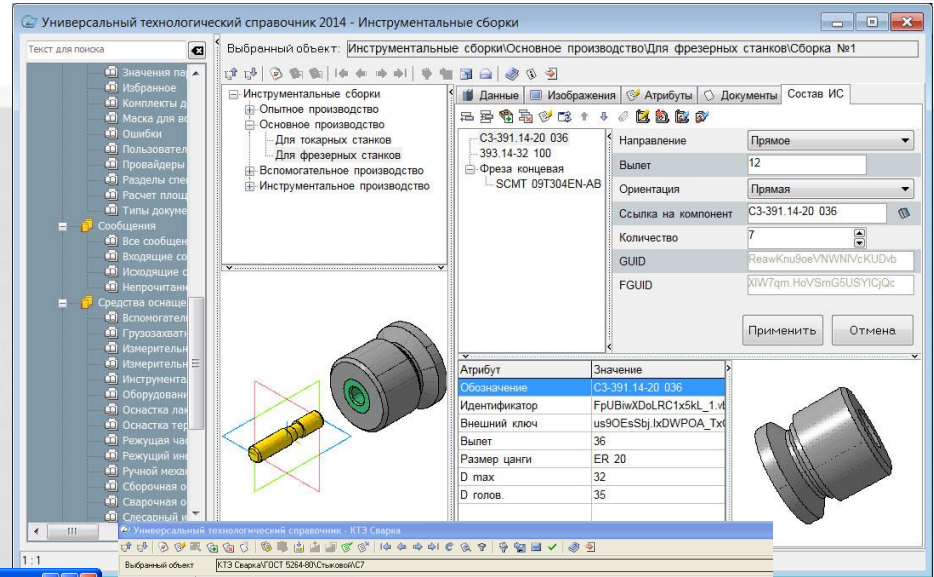 Универсальный технологический справочник 2014 - Инструментальные сборки
Текст для поиска
Выбранный объект: Инструментальные сборки\Основное производство\Для фрезерных станков\Сборка №1
Значения па
Избранное
Комплекты д
Маска для вс
Ошибки
Пользовател
Провайдеры
Разделы спе
Расчет площ
Типы докуме
Сообщения
Все сообщен
Входящие со
Исходящие с
Непрочитанн
Средства оснаще
Вспомогател
Грузозахватн
Измерительн
Измерительн
Инструмента
Оборудовани
Оснастка лак
Оснастка тер
Режущая час
Режущий инс
Ручной механ
Сборочная о
Сварочная о
Слесарный и
Инструментальные сборки
Опытное производство
Основное производство
Для токарных станков
Для фрезерных станков
Вспомогательное производство
Инструментальное производство
Данные Изображения Атрибуты Документы Состав ИС
С3-391.14-20 036
393.14-32 100
Фреза концевая
SCMT 09T304EN-AB
Направление Прямое
Вылет 12
Ориентация Прямая
Ссылка на компонент С3-391.14-20 036
Количество 7
GUID ReawKnu9oeVNWNlVcKUDvb
FGUID XlW7qm.HoVSmG5USYlCjQc
Применить Отмена
Атрибут Значение
Обозначение С3-391.14-20 036
Идентификатор FpUBiwXDoLRC1x5kL_1.vt
Внешний ключ us9OEsSbj.IxDWPOA_Tx
Вылет 36
Размер цанги ER 20
D max 32
D голов. 35
1:1
Универсальный технологический справочник - КТЭ Сварка
Выбранный объект КТЭ Сварка\ГОСТ 5264-80\Стыковой\С7